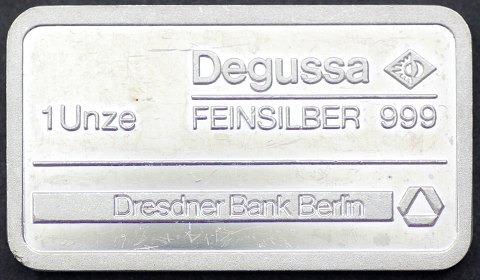 Degussa
1 Unze FEINSILBER 999
Dresdner Bank Berlin